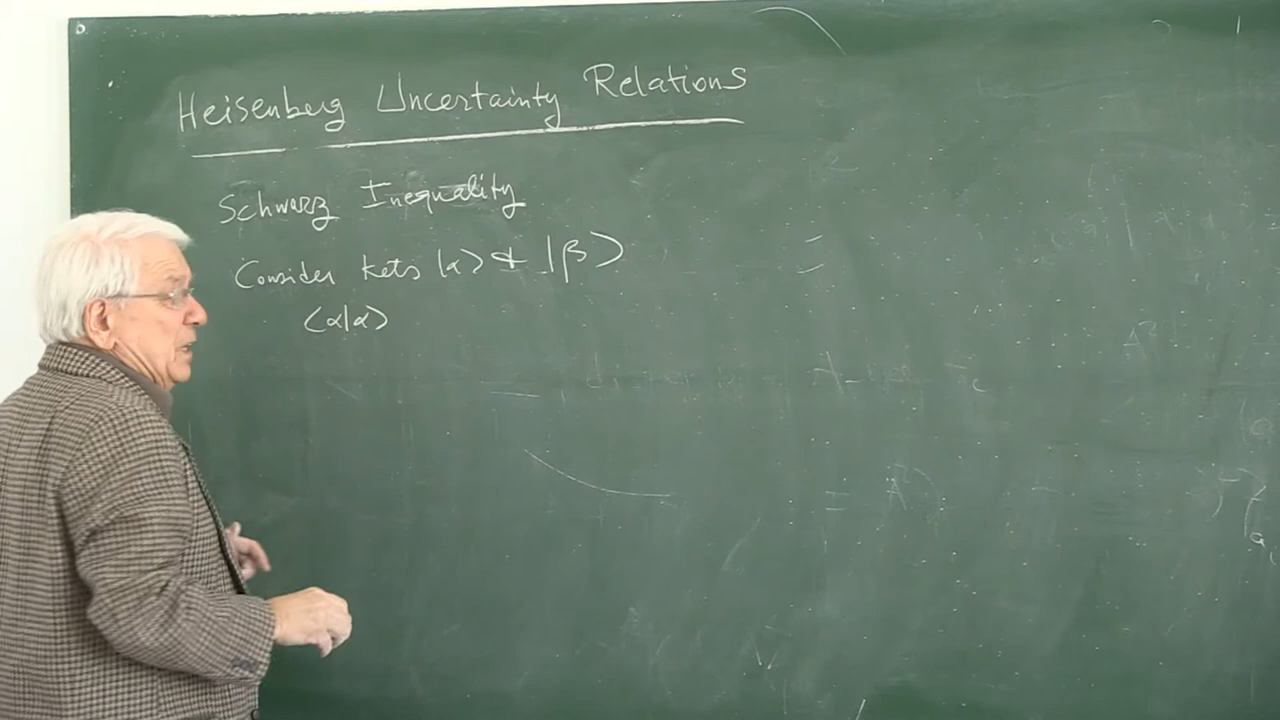 Heisenberg Uncertainty Relations
Schwarz Inequality
Consider kets |α> & |β>
<α|α>